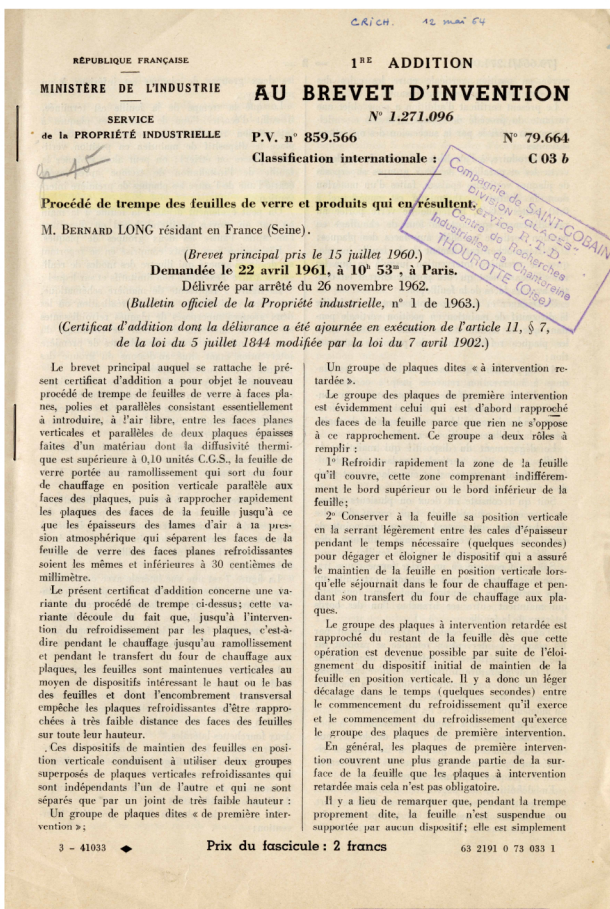 CRICH. 12 mai 64
RÉPUBLIQUE FRANÇAISE
MINISTÈRE DE L'INDUSTRIE
SERVICE
de la PROPRIÉTÉ INDUSTRIELLE
1RE ADDITION
AU BREVET D'INVENTION
N° 1.271.096
P.V. n° 859.566 N° 79.664
Classification internationale : C 03 b
Compagnie de SAINT-GOBAIN
DIVISION "GLACES"
Service R.T.D.
Centre de Recherches
Industrielles de Chantereine
THOUROTTE (Oise)
Procédé de trempe des feuilles de verre et produits qui en résultent.
M. BERNARD LONG résidant en France (Seine).
(Brevet principal pris le 15 juillet 1960.)
Demandée le 22 avril 1961, à 10h 53m, à Paris.
Délivrée par arrêté du 26 novembre 1962.
(Bulletin officiel de la Propriété industrielle, n° 1 de 1963.)
(Certificat d'addition dont la délivrance a été ajournée en exécution de l'article 11, § 7,
de la loi du 5 juillet 1844 modifiée par la loi du 7 avril 1902.)
Le brevet principal auquel se rattache le pré-
sent certificat d'addition a pour objet le nouveau
procédé de trempe de feuilles de verre à faces pla-
nes, polies et parallèles consistant essentiellement
à introduire, à l'air libre, entre les faces planes
verticales et parallèles de deux plaques épaisses
faites d'un matériau dont la diffusivité thermi-
que est supérieure à 0,10 unités C.G.S., la feuille de
verre portée au ramollissement qui sort du four
de chauffage en position verticale parallèle aux
faces des plaques, puis à rapprocher rapidement
les plaques des faces de la feuille jusqu'à ce
que les épaisseurs des lames d'air à la pres-
sion atmosphérique qui séparent les faces de la
feuille de verre des faces planes refroidissantes
soient les mêmes et inférieures à 30 centièmes de
millimètre.
Le présent certificat d'addition concerne une va-
riante du procédé de trempe ci-dessus; cette va-
riante découle du fait que, jusqu'à l'interven-
tion du refroidissement par les plaques, c'est-à-
dire pendant le chauffage jusqu'au ramollissement
et pendant le transfert du four de chauffage aux
plaques, les feuilles sont maintenues verticales au
moyen de dispositifs intéressant le haut ou le bas
des feuilles et dont l'encombrement transversal
empêche les plaques refroidissantes d'être rappro-
chées à très faible distance des faces des feuilles
sur toute leur hauteur.
Ces dispositifs de maintien des feuilles en posi-
tion verticale conduisent à utiliser deux groupes
superposés de plaques verticales refroidissantes qui
sont indépendants l'un de l'autre et qui ne sont
séparés que par un joint de très faible hauteur :
Un groupe de plaques dites « de première inter-
vention »;
Un groupe de plaques dites « à intervention re-
tardée ».
Le groupe des plaques de première intervention
est évidemment celui qui est d'abord rapproché
des faces de la feuille parce que rien ne s'oppose
à ce rapprochement. Ce groupe a deux rôles à
remplir :
1° Refroidir rapidement la zone de la feuille
qu'il couvre, cette zone comprenant indifférem-
ment le bord supérieur ou le bord inférieur de la
feuille;
2° Conserver à la feuille sa position verticale
en la serrant légèrement entre les cales d'épaisseur
pendant le temps nécessaire (quelques secondes)
pour dégager et éloigner le dispositif qui a assuré
le maintien de la feuille en position verticale lors-
qu'elle séjournait dans le four de chauffage et pen-
dant son transfert du four de chauffage aux pla-
ques.
Le groupe des plaques à intervention retardée est
rapproché du restant de la feuille dès que cette
opération est devenue possible par suite de l'éloi-
gnement du dispositif initial de maintien de la
feuille en position verticale. Il y a donc un léger
décalage dans le temps (quelques secondes) entre
le commencement du refroidissement qu'il exerce
et le commencement du refroidissement qu'exerce
le groupe des plaques de première intervention.
En général, les plaques de première interven-
tion couvrent une plus grande partie de la sur-
face de la feuille que les plaques à intervention
retardée mais cela n'est pas obligatoire.
Il y a lieu de remarquer que, pendant la trempe
proprement dite, la feuille n'est suspendue ou
supportée par aucun dispositif; elle est simplement
3 - 41033 Prix du fascicule : 2 francs 63 2191 0 73 033 1